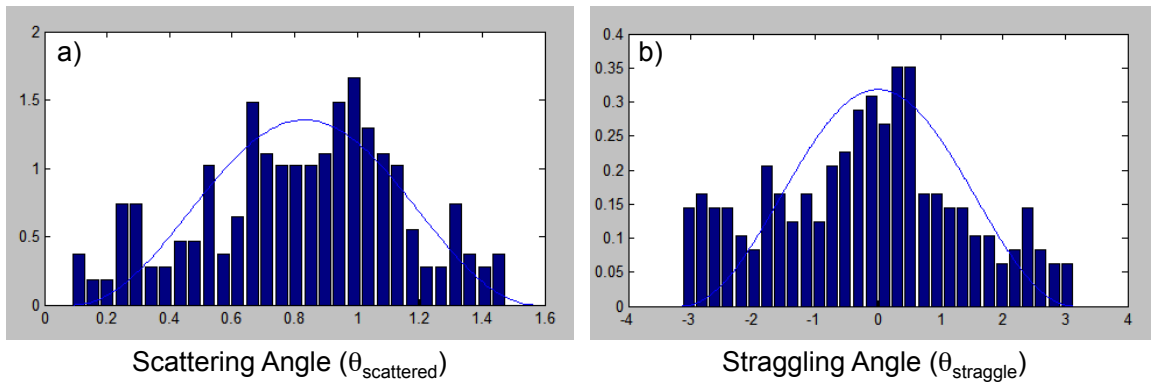 a)
2
1.5
1
0.5
0
0 0.2 0.4 0.6 0.8 1 1.2 1.4 1.6
Scattering Angle (θscattered)
b)
0.4
0.35
0.3
0.25
0.2
0.15
0.1
0.05
0
-4 -3 -2 -1 0 1 2 3 4
Straggling Angle (θstraggle)